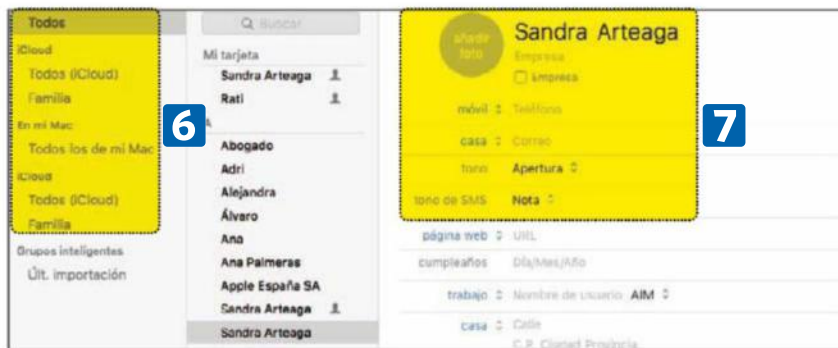 Todos
iCloud
Todos (iCloud)
Familia
En mi Mac
Todos los de mi Mac
iCloud
Todos (iCloud)
Familia
Grupos inteligentes
Últ. importación
6
Buscar
Mi tarjeta
Sandra Arteaga
Rati
A
Abogado
Adri
Alejandra
Álvaro
Ana
Ana Palmeras
Apple España SA
Sandra Arteaga
Sandra Arteaga
añadir
foto
Sandra Arteaga
Empresa
Empresa
móvil Teléfono
casa Correo
tono Apertura
tono de SMS Nota
7
página web URL
cumpleaños Día/Mes/Año
trabajo Nombre de usuario AIM
casa Calle
C.P. Ciudad Provincia